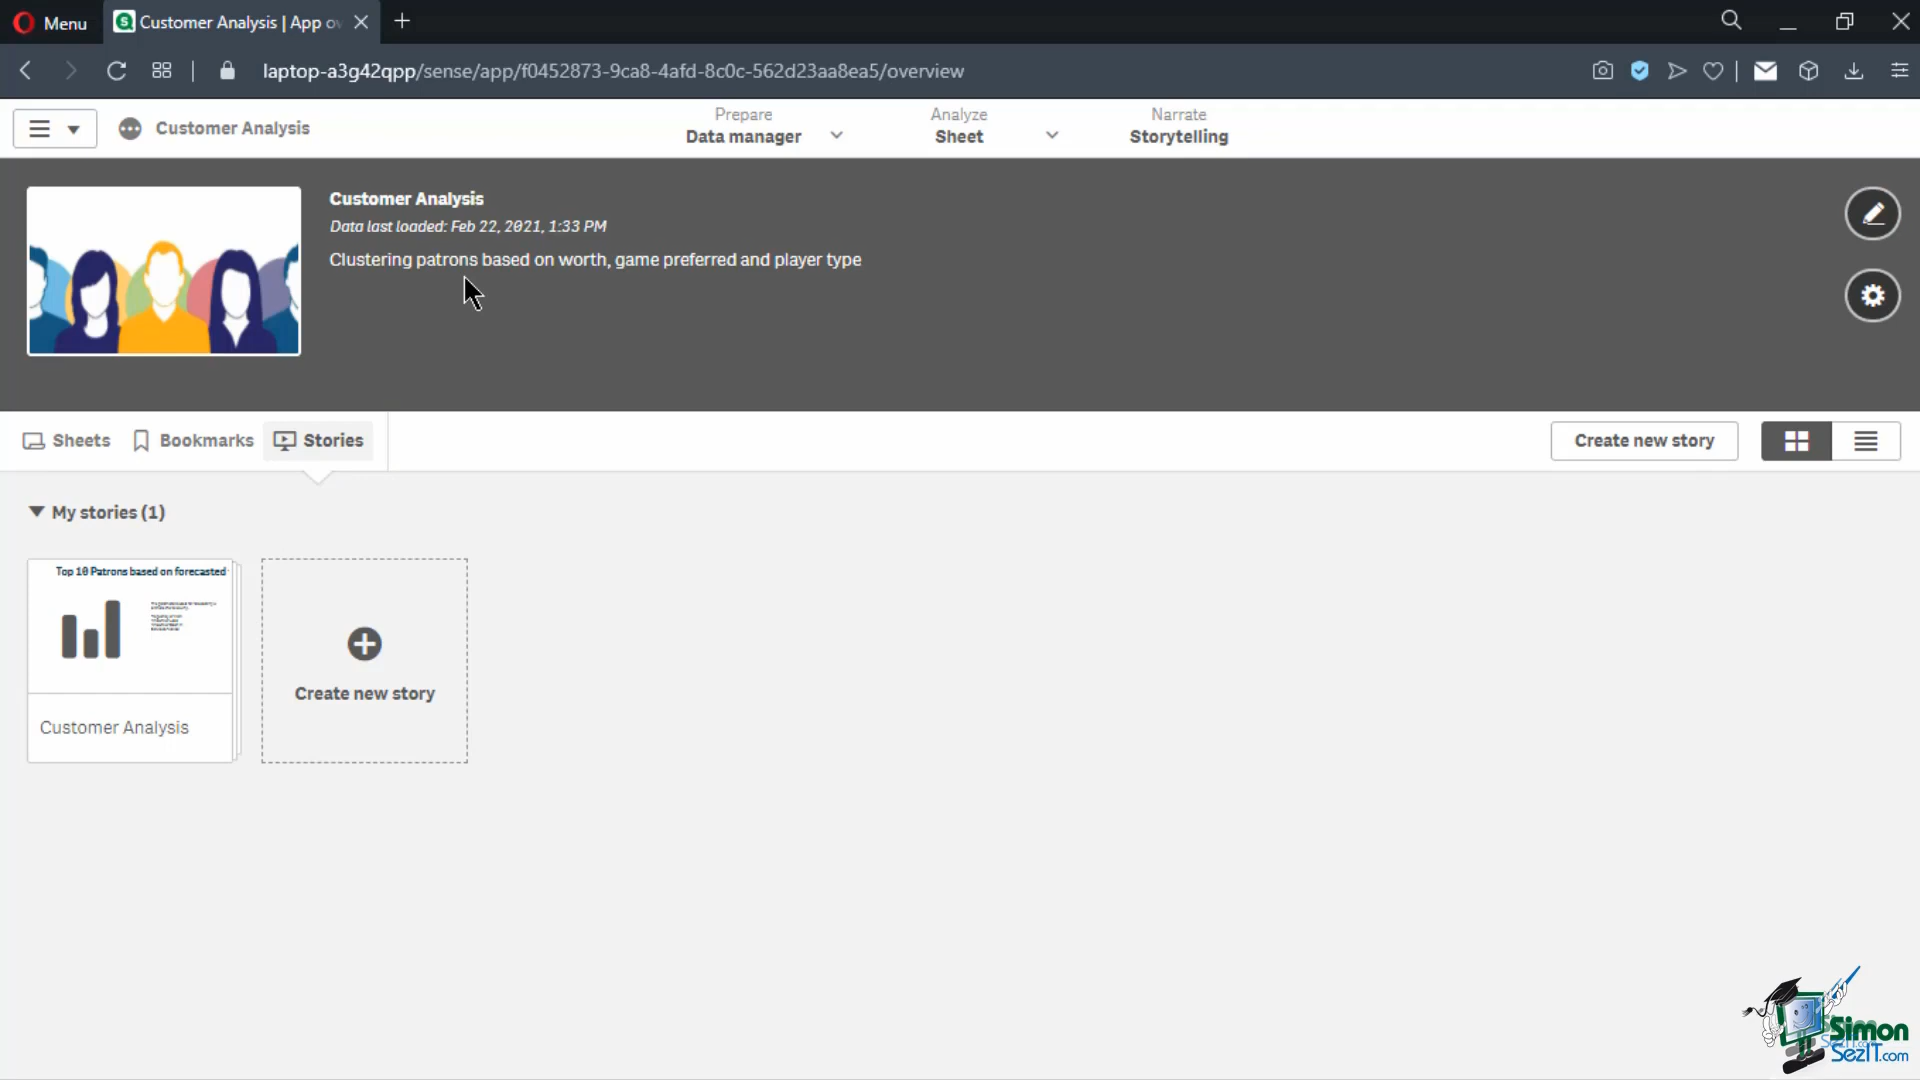 Menu
Customer Analysis | App ov
laptop-a3g42qpp/sense/app/f0452873-9ca8-4afd-8c0c-562d23aa8ea5/overview
Customer Analysis
Prepare
Data manager
Analyze
Sheet
Narrate
Storytelling
Customer Analysis
Data last loaded: Feb 22, 2021, 1:33 PM
Clustering patrons based on worth, game preferred and player type
Sheets
Bookmarks
Stories
Create new story
My stories (1)
Top 10 Patrons based on forecasted
Customer Analysis
Create new story
Simon
SezIT.com